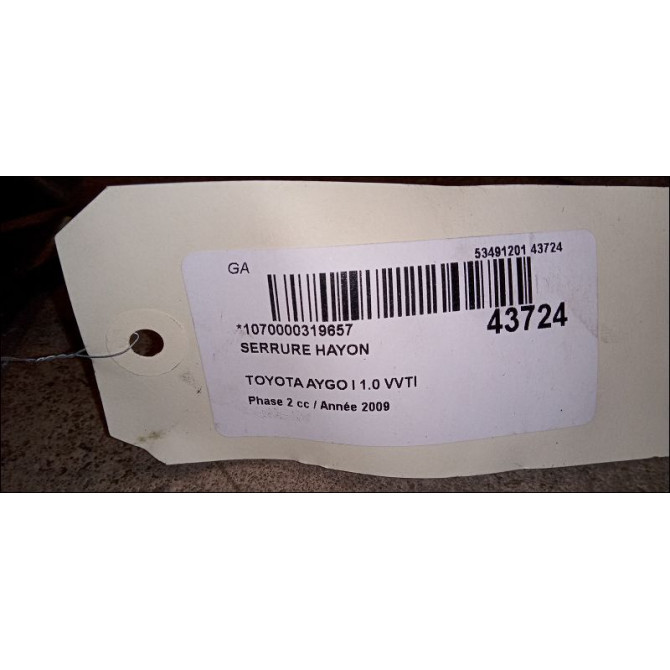 GA
53491201 43724
*1070000319657
43724
SERRURE HAYON
TOYOTA AYGO I 1.0 VVTI
Phase 2 cc / Année 2009